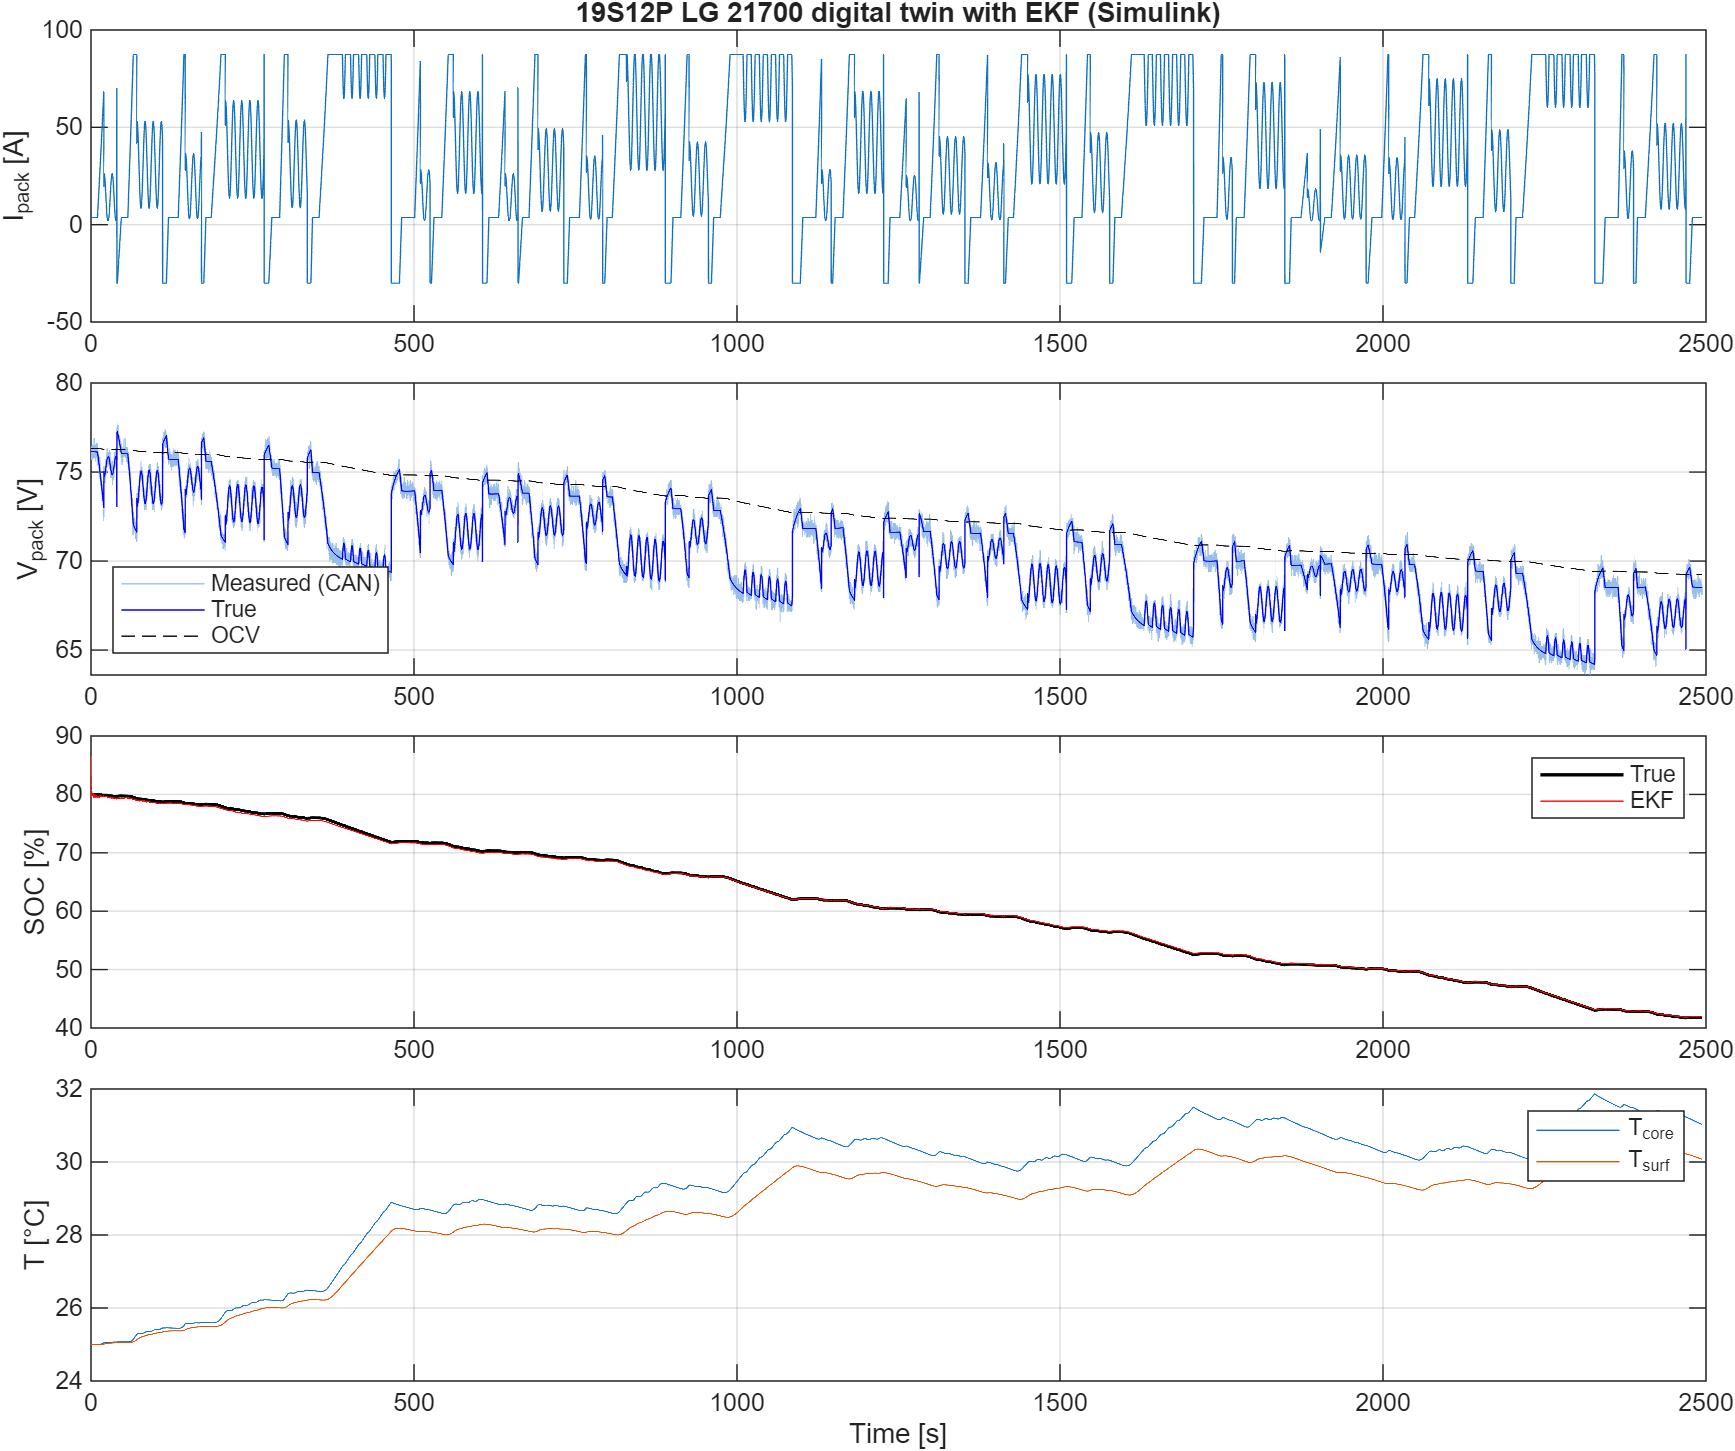 19S12P LG 21700 digital twin with EKF (Simulink)
100
50
0
-50
I_pack [A]
0 500 1000 1500 2000 2500
80
75
70
65
V_pack [V]
Measured (CAN)
True
OCV
0 500 1000 1500 2000 2500
90
80
70
60
50
40
SOC [%]
True
EKF
0 500 1000 1500 2000 2500
32
30
28
26
24
T [°C]
T_core
T_surf
0 500 1000 1500 2000 2500
Time [s]